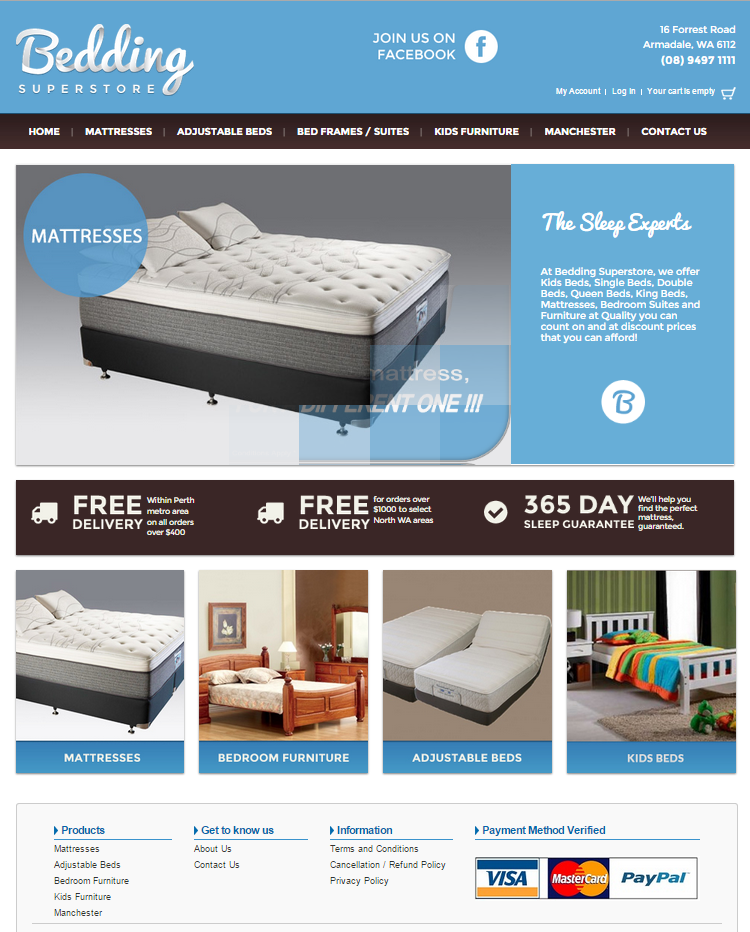 Bedding
SUPERSTORE
JOIN US ON
FACEBOOK
f
16 Forrest Road
Armadale, WA 6112
(08) 9497 1111
My Account | Log In | Your cart is empty
HOME | MATTRESSES | ADJUSTABLE BEDS | BED FRAMES / SUITES | KIDS FURNITURE | MANCHESTER | CONTACT US
MATTRESSES
mattress,
DIFFERENT ONE !!!
The Sleep Experts
At Bedding Superstore, we offer
Kids Beds, Single Beds, Double
Beds, Queen Beds, King Beds,
Mattresses, Bedroom Suites and
Furniture at Quality you can
count on and at discount prices
that you can afford!
B
FREE
DELIVERY
Within Perth
metro area
on all orders
over $400
FREE
DELIVERY
for orders over
$1000 to select
North WA areas
365 DAY
SLEEP GUARANTEE
We'll help you
find the perfect
mattress,
guaranteed.
MATTRESSES
BEDROOM FURNITURE
ADJUSTABLE BEDS
KIDS BEDS
Products
Mattresses
Adjustable Beds
Bedroom Furniture
Kids Furniture
Manchester
Get to know us
About Us
Contact Us
Information
Terms and Conditions
Cancellation / Refund Policy
Privacy Policy
Payment Method Verified
VISA
MasterCard
PayPal